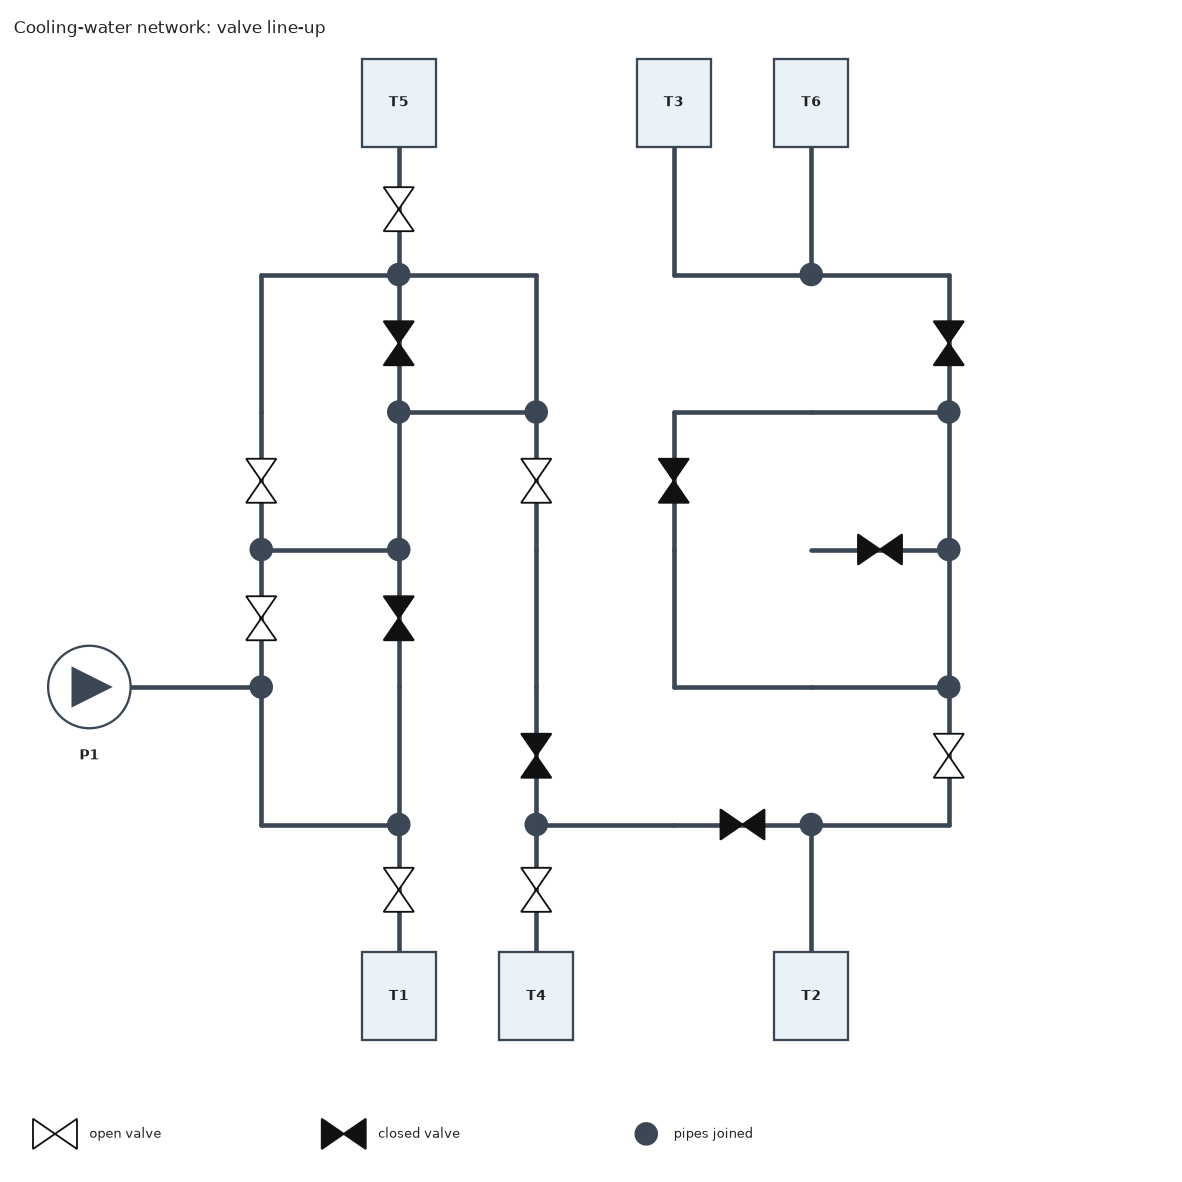 Cooling-water network: valve line-up
T5
T3
T6
P1
T1
T4
T2
open valve
closed valve
pipes joined